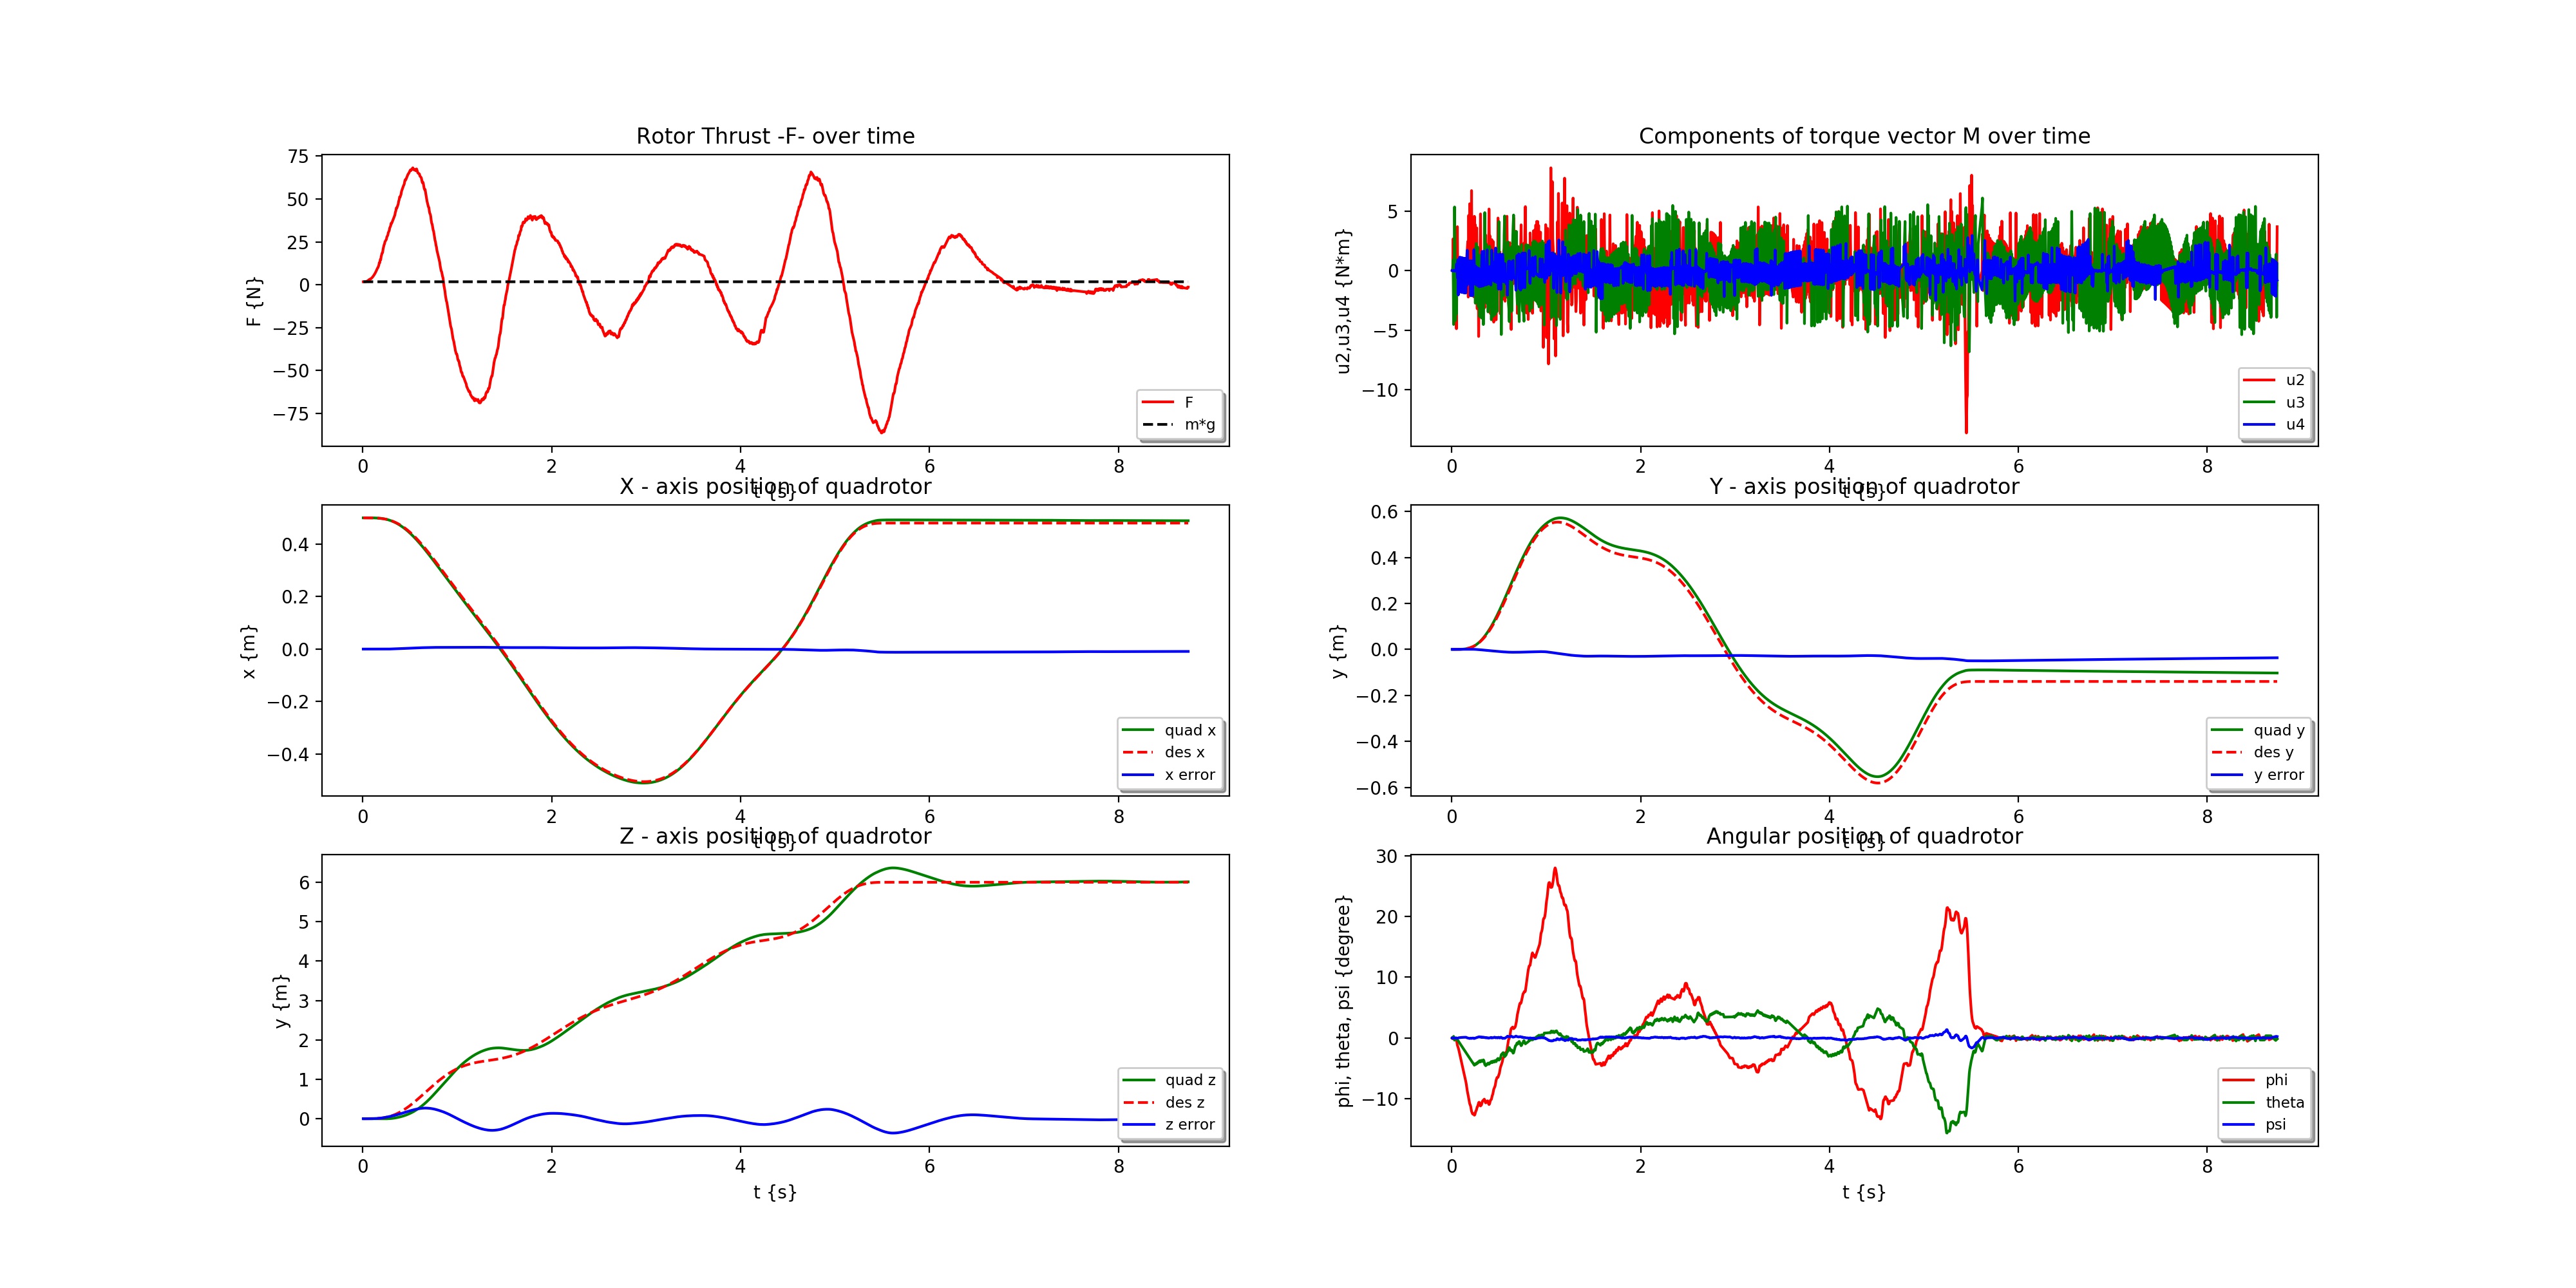 Rotor Thrust -F- over time
75
50
25
0
−25
−50
−75
F {N}
F
m*g
0 2 4 6 8
t {s}
Components of torque vector M over time
5
0
−5
−10
u2,u3,u4 {N*m}
u2
u3
u4
0 2 4 6 8
t {s}
X - axis position of quadrotor
0.4
0.2
0.0
−0.2
−0.4
x {m}
quad x
des x
x error
0 2 4 6 8
t {s}
Y - axis position of quadrotor
0.6
0.4
0.2
0.0
−0.2
−0.4
−0.6
y {m}
quad y
des y
y error
0 2 4 6 8
t {s}
Z - axis position of quadrotor
6
5
4
3
2
1
0
y {m}
quad z
des z
z error
0 2 4 6 8
t {s}
Angular position of quadrotor
30
20
10
0
−10
phi, theta, psi {degree}
phi
theta
psi
0 2 4 6 8
t {s}